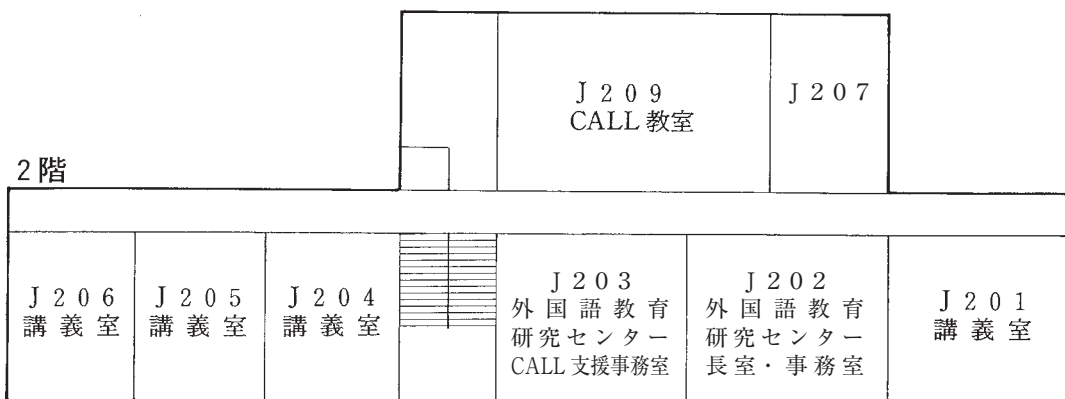 J209
CALL教室
J207
2階
J206
講義室
J205
講義室
J204
講義室
J203
外国語教育
研究センター
CALL支援事務室
J202
外国語教育
研究センター
長室・事務室
J201
講義室